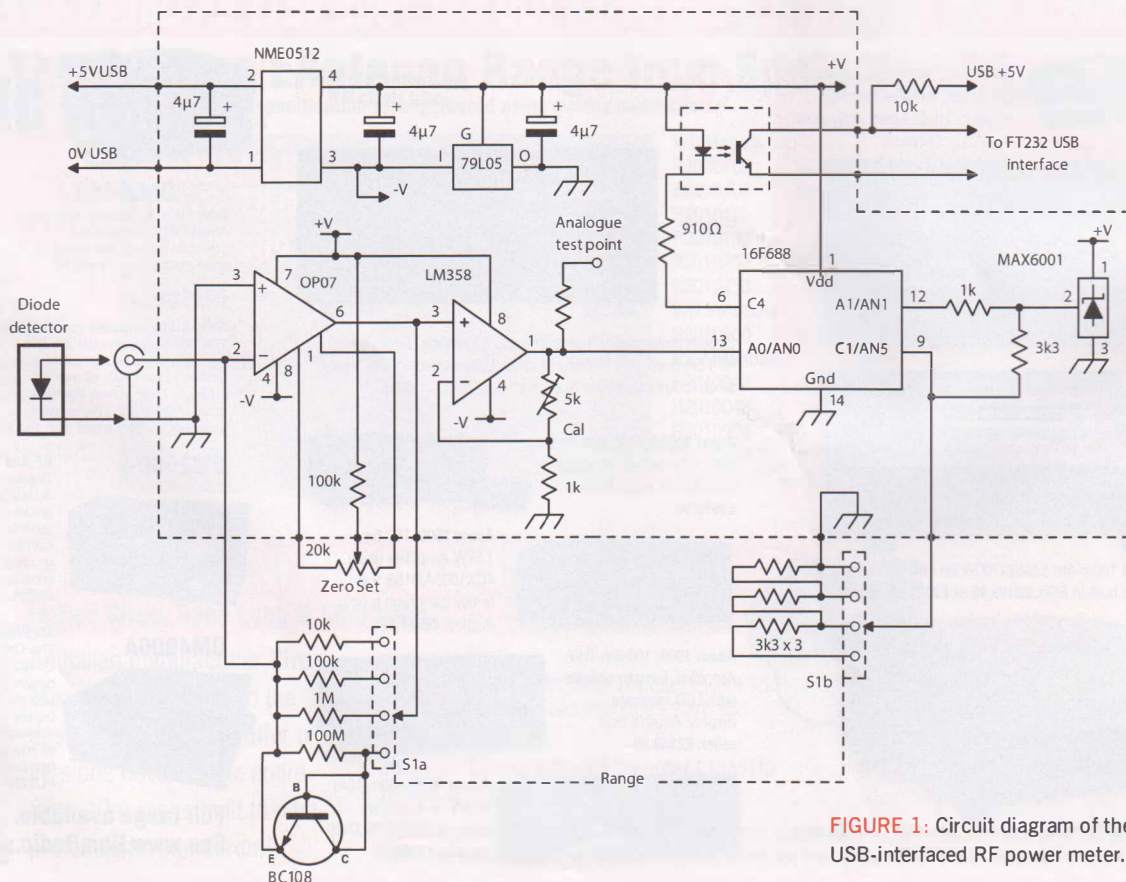 NME0512
+5V USB
2
4
4µ7
+
4µ7
+
4µ7
0V USB
1
3
-V
G
I
79L05
O
+V
USB +5V
10k
To FT232 USB
interface
910Ω
Analogue
test point
+V
OP07
LM358
3
7
+
6
2
−
1
4
8
-V
3
8
1
4
-V
5k
Cal
1k
Diode
detector
16F688
1
Vdd
6
C4
A1/AN1
12
1k
13
A0/AN0
C1/AN5
9
Gnd
14
MAX6001
+V
1
2
3
3k3
100k
20k
Zero Set
10k
100k
1M
100M
S1a
3k3 x 3
S1b
Range
B
E
C
BC108
FIGURE 1: Circuit diagram of the
USB-interfaced RF power meter.